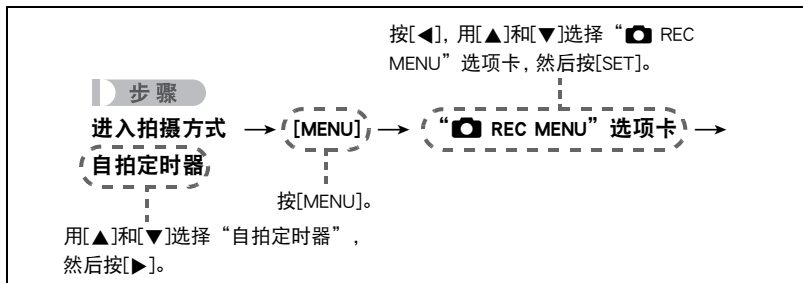 按[◀], 用[▲]和[▼]选择“📷 REC
MENU”选项卡, 然后按[SET]。
步骤
进入拍摄方式 → [MENU] → “📷 REC MENU”选项卡 →
自拍定时器
按[MENU]。
用[▲]和[▼]选择“自拍定时器”,
然后按[▶]。